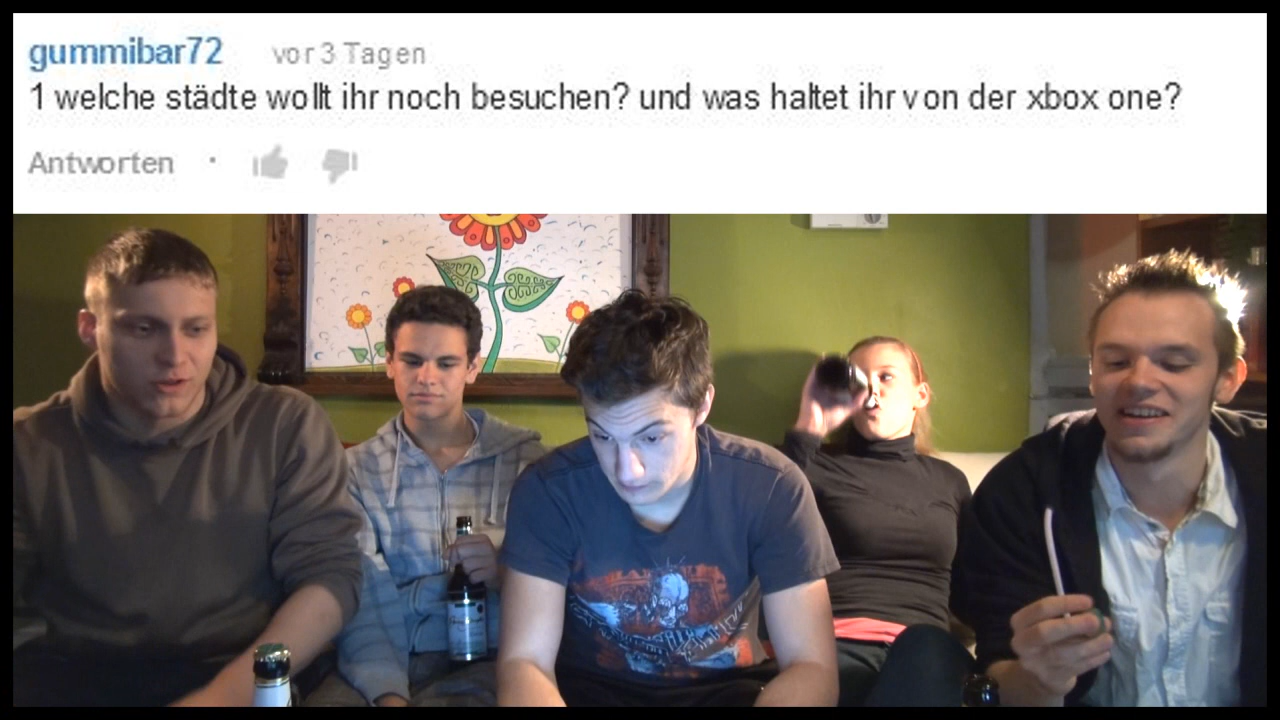 gummibar72 vor 3 Tagen
1 welche städte wollt ihr noch besuchen? und was haltet ihr von der xbox one?
Antworten ·